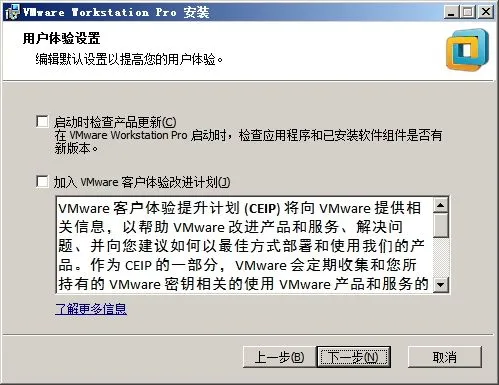 VMware Workstation Pro 安装
用户体验设置
编辑默认设置以提高您的用户体验。
启动时检查产品更新(C)
在 VMware Workstation Pro 启动时，检查应用程序和已安装软件组件是否有
新版本。
加入 VMware 客户体验改进计划(J)
VMware 客户体验提升计划 (CEIP) 将向 VMware 提供相
关信息，以帮助 VMware 改进产品和服务、解决问
题、并向您建议如何以最佳方式部署和使用我们的产
品。作为 CEIP 的一部分，VMware 会定期收集和您所
持有的 VMware 密钥相关的使用 VMware 产品和服务的
了解更多信息
上一步(B) 下一步(N) 取消